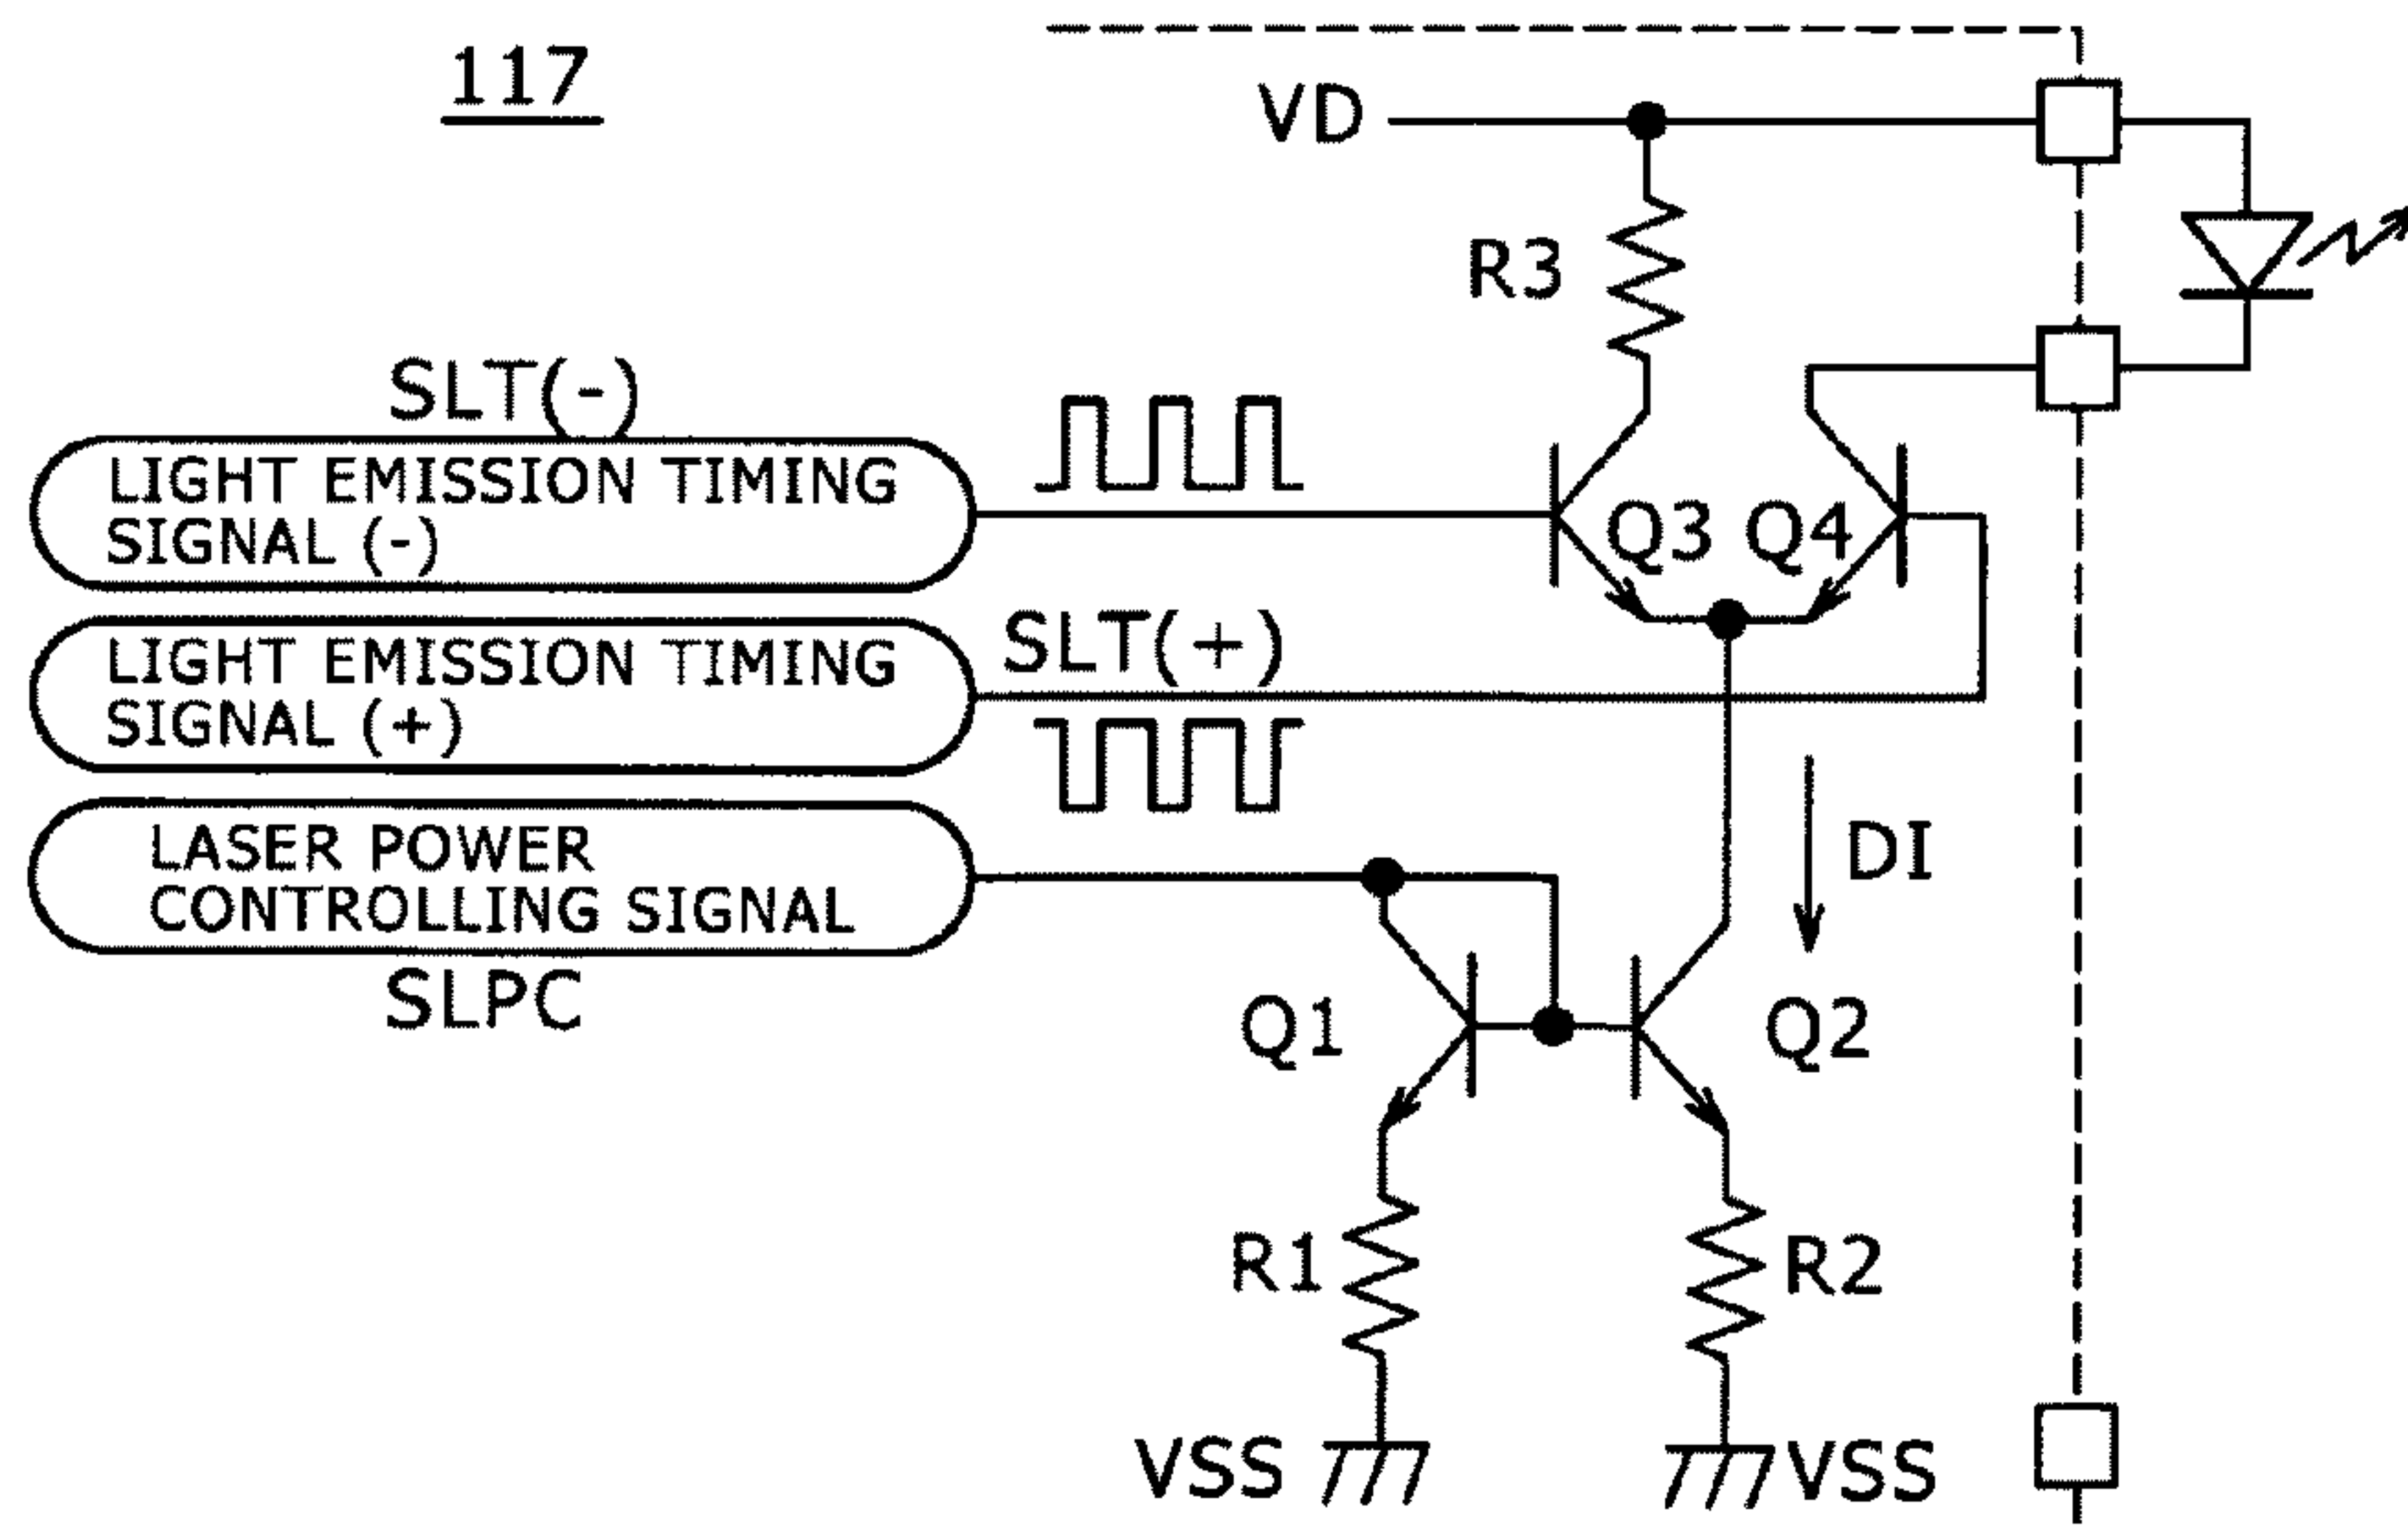 117
VD
R3
SLT(-)
LIGHT EMISSION TIMING
SIGNAL (-)
Q3 Q4
SLT(+)
LIGHT EMISSION TIMING
SIGNAL (+)
LASER POWER
CONTROLLING SIGNAL
DI
SLPC
Q1
Q2
R1
R2
VSS
VSS